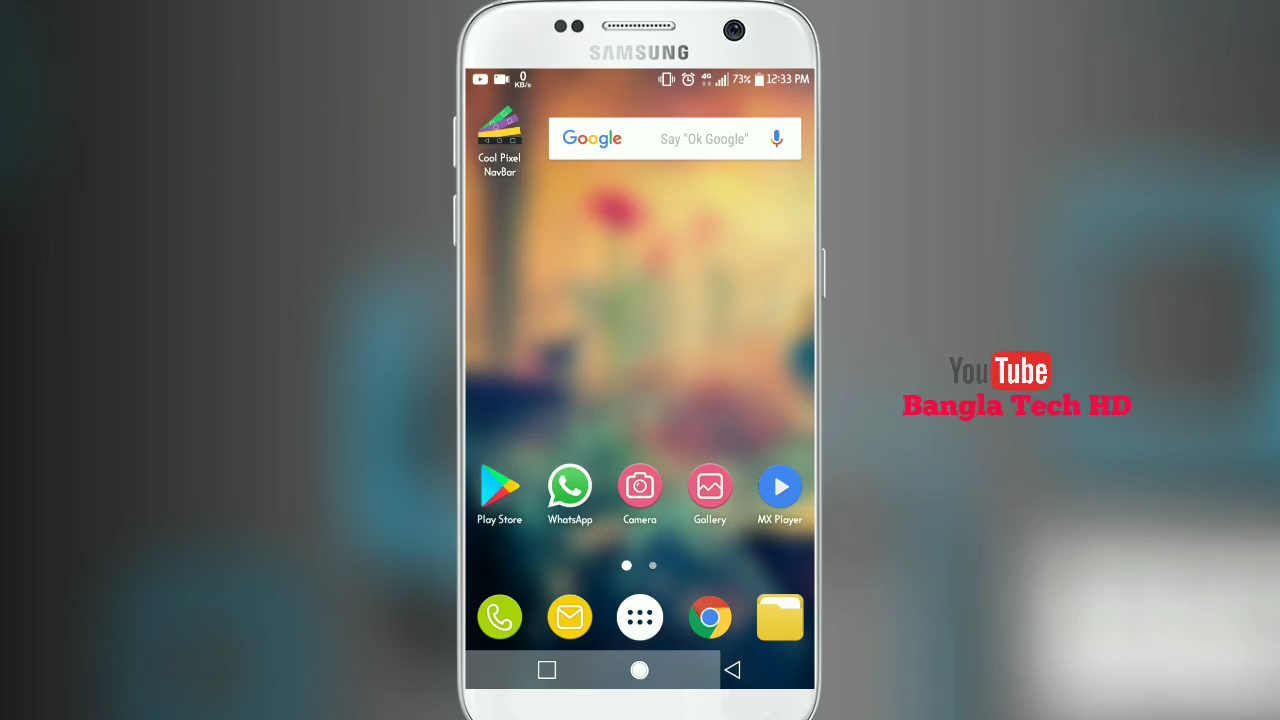 SAMSUNG
0
KB/s
4G
73%
12:33 PM
Google
Say "Ok Google"
Cool Pixel
NavBar
YouTube
Bangla Tech HD
Play Store
WhatsApp
Camera
Gallery
MX Player